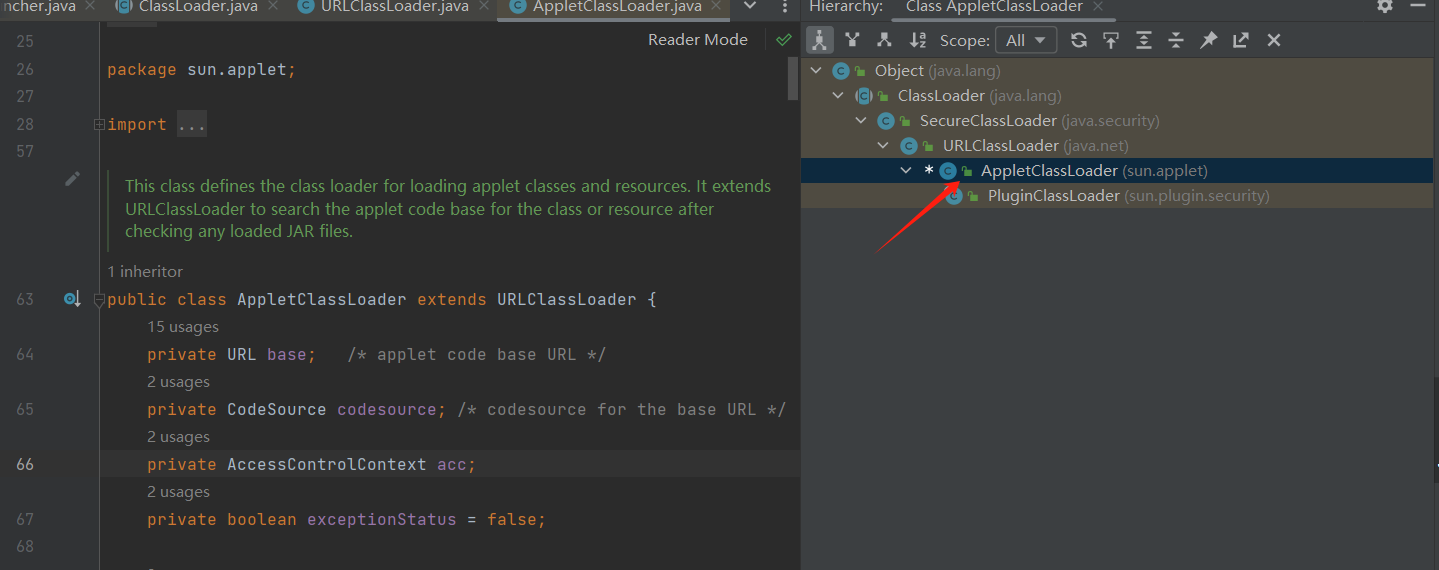 ncher.java ClassLoader.java URLClassLoader.java AppletClassLoader.java
Reader Mode
25
26 package sun.applet;
27
28 import ...
57
This class defines the class loader for loading applet classes and resources. It extends
URLClassLoader to search the applet code base for the class or resource after
checking any loaded JAR files.
1 inheritor
63 public class AppletClassLoader extends URLClassLoader {
15 usages
64 private URL base; /* applet code base URL */
2 usages
65 private CodeSource codesource; /* codesource for the base URL */
2 usages
66 private AccessControlContext acc;
2 usages
67 private boolean exceptionStatus = false;
68
Hierarchy: Class AppletClassLoader
Scope: All
Object (java.lang)
ClassLoader (java.lang)
SecureClassLoader (java.security)
URLClassLoader (java.net)
* AppletClassLoader (sun.applet)
PluginClassLoader (sun.plugin.security)